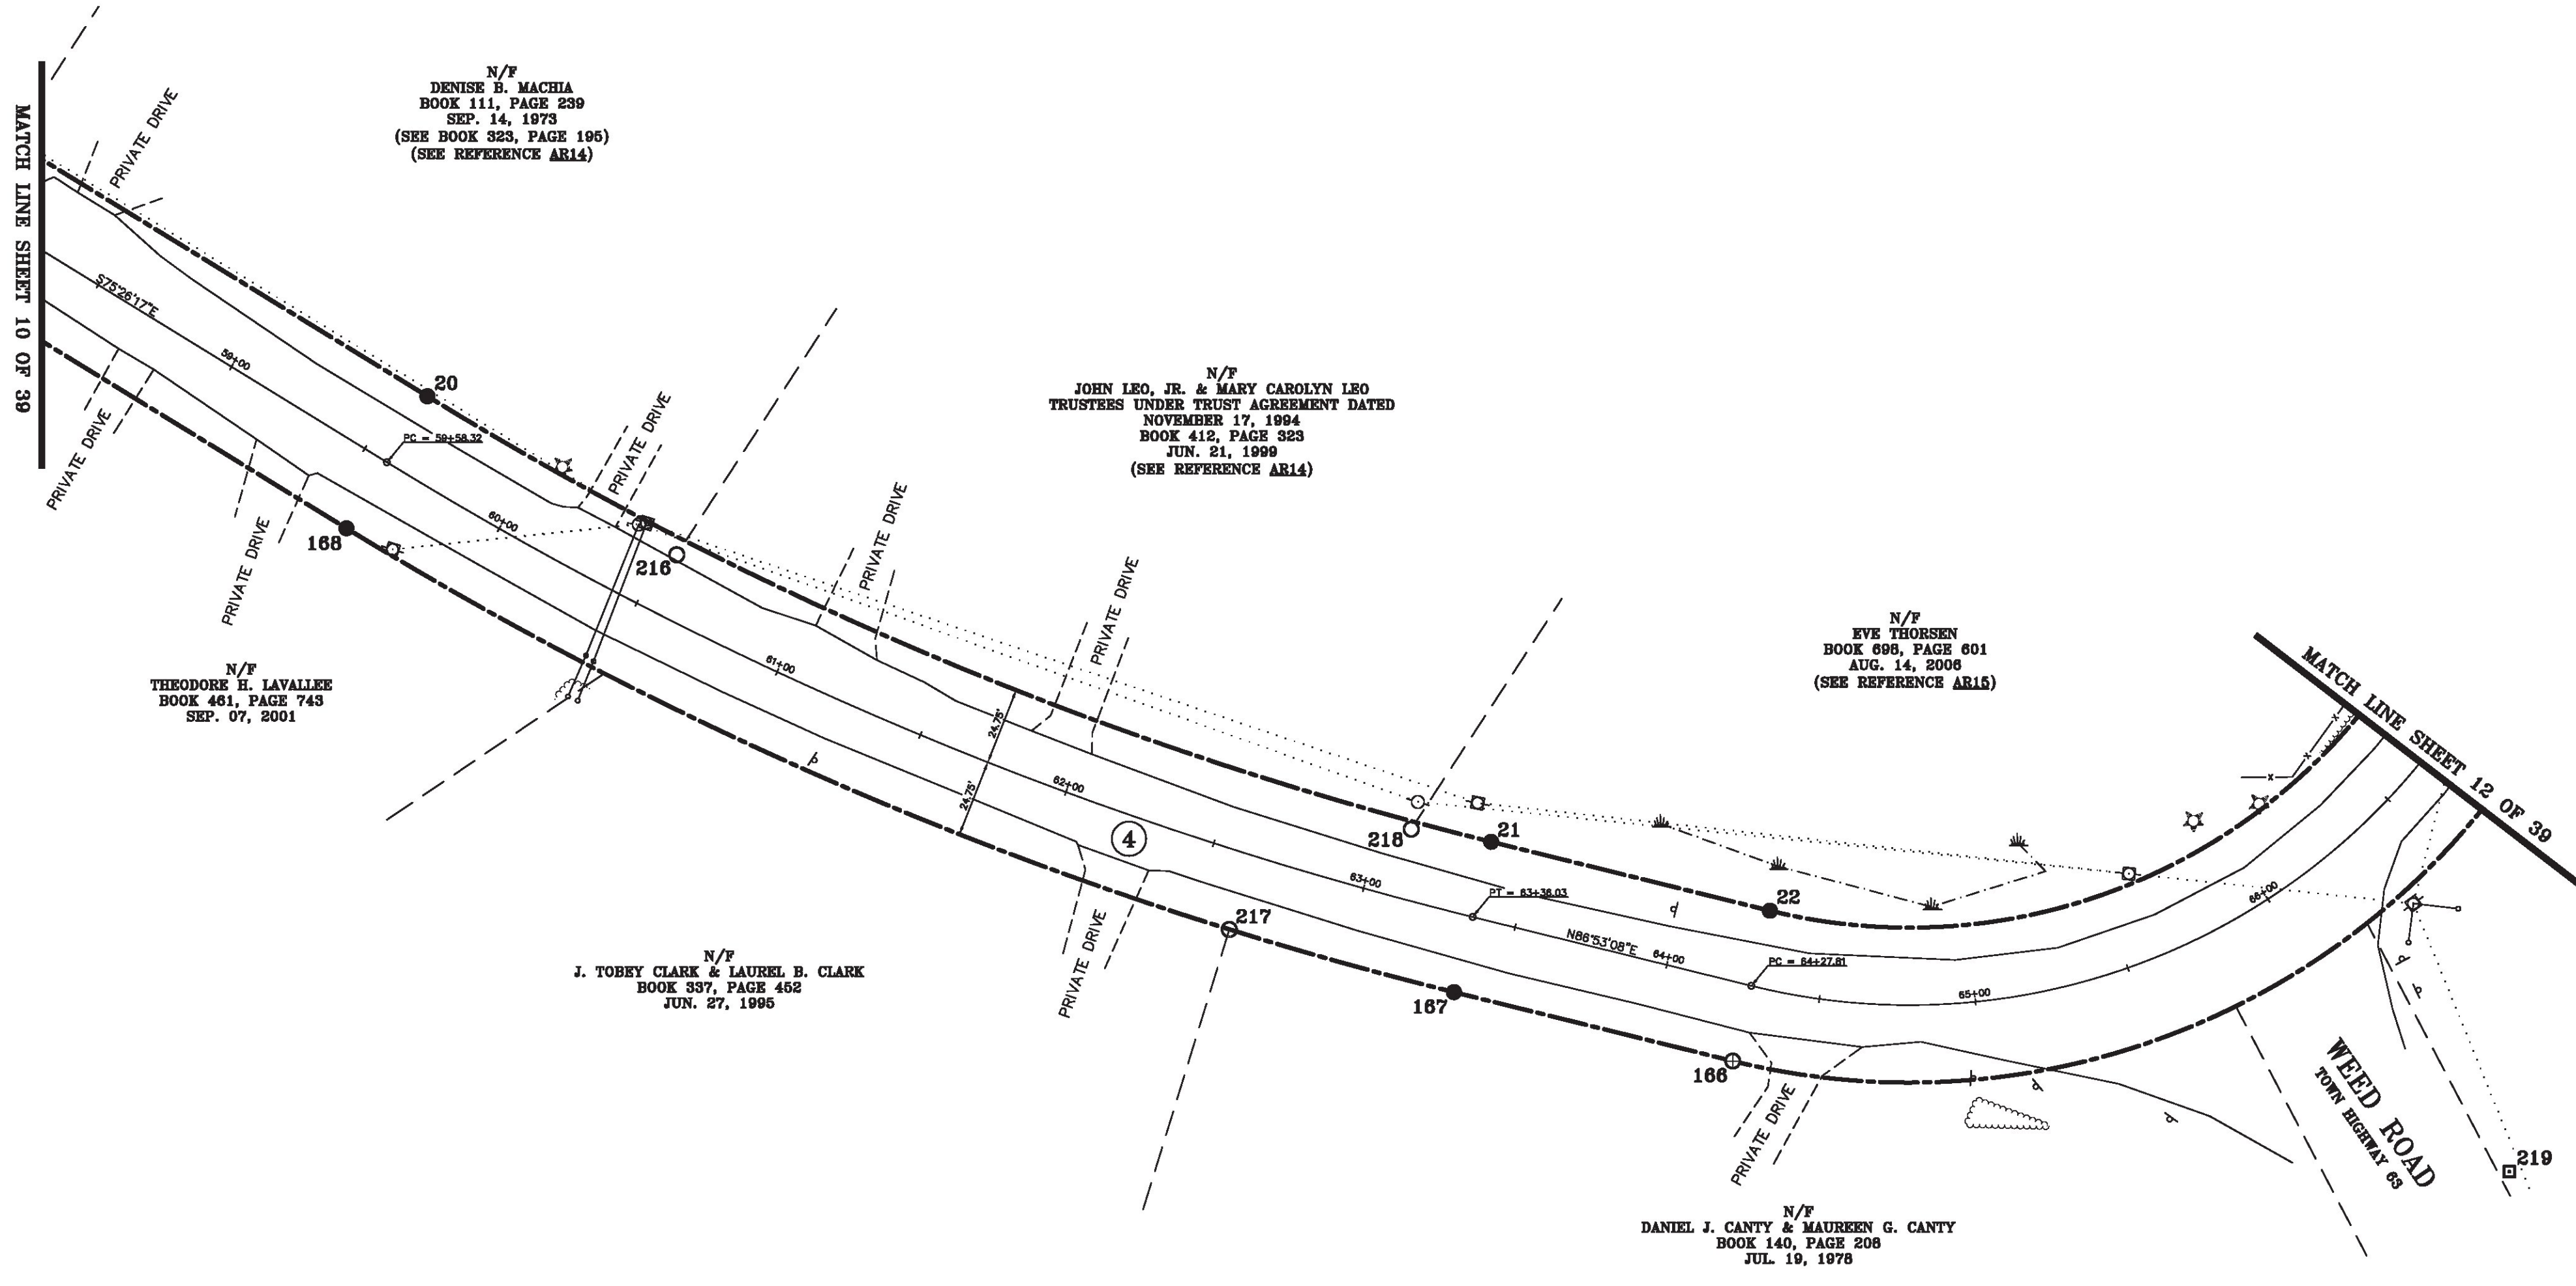 MATCH LINE SHEET 10 OF 39
N/F
DENISE B. MACHIA
BOOK 111, PAGE 239
SEP. 14, 1973
(SEE BOOK 323, PAGE 195)
(SEE REFERENCE AR14)
PRIVATE DRIVE
S75°26'17"E
59+00
20
PC = 59+58.32
PRIVATE DRIVE
PRIVATE DRIVE
168
PRIVATE DRIVE
60+00
216
N/F
JOHN LEO, JR. & MARY CAROLYN LEO
TRUSTEES UNDER TRUST AGREEMENT DATED
NOVEMBER 17, 1994
BOOK 412, PAGE 323
JUN. 21, 1999
(SEE REFERENCE AR14)
PRIVATE DRIVE
PRIVATE DRIVE
N/F
THEODORE H. LAVALLEE
BOOK 461, PAGE 743
SEP. 07, 2001
61+00
24.75'
24.75'
62+00
4
N/F
EVE THORSEN
BOOK 698, PAGE 601
AUG. 14, 2006
(SEE REFERENCE AR15)
MATCH LINE SHEET 12 OF 39
218
21
63+00
PT = 63+36.03
22
217
N86°53'08"E
64+00
PC = 64+27.81
65+00
66+00
N/F
J. TOBEY CLARK & LAUREL B. CLARK
BOOK 337, PAGE 452
JUN. 27, 1995
PRIVATE DRIVE
167
166
PRIVATE DRIVE
WEED ROAD
TOWN HIGHWAY 63
219
N/F
DANIEL J. CANTY & MAUREEN G. CANTY
BOOK 140, PAGE 206
JUL. 19, 1978